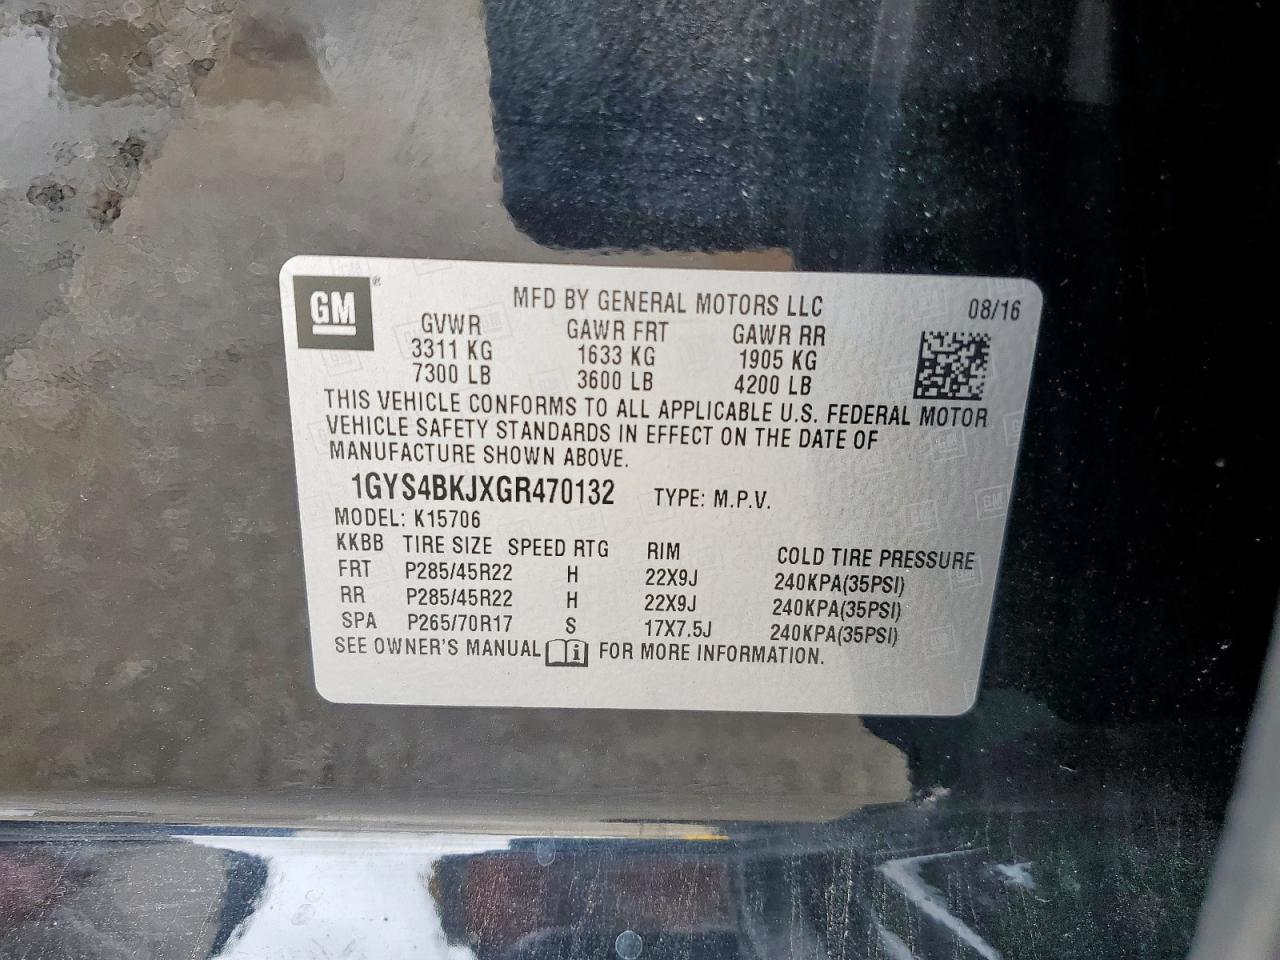 GM ®
MFD BY GENERAL MOTORS LLC 08/16
GVWR GAWR FRT GAWR RR
3311 KG 1633 KG 1905 KG
7300 LB 3600 LB 4200 LB
THIS VEHICLE CONFORMS TO ALL APPLICABLE U.S. FEDERAL MOTOR
VEHICLE SAFETY STANDARDS IN EFFECT ON THE DATE OF
MANUFACTURE SHOWN ABOVE.
1GYS4BKJXGR470132 TYPE: M.P.V.
MODEL: K15706
KKBB TIRE SIZE SPEED RTG RIM COLD TIRE PRESSURE
FRT P285/45R22 H 22X9J 240KPA(35PSI)
RR P285/45R22 H 22X9J 240KPA(35PSI)
SPA P265/70R17 S 17X7.5J 240KPA(35PSI)
SEE OWNER'S MANUAL i FOR MORE INFORMATION.